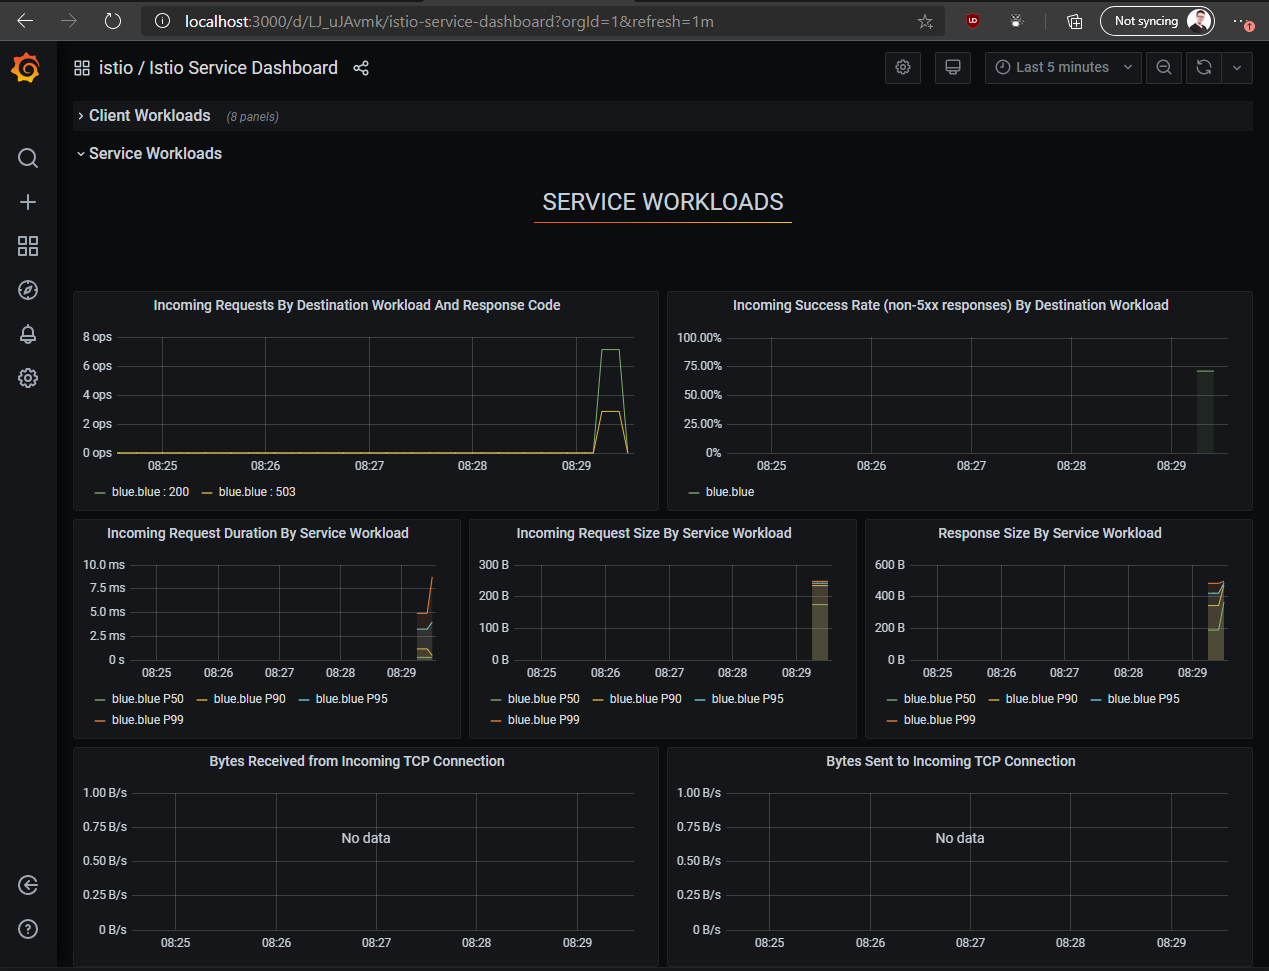 localhost:3000/d/LJ_uJAvmk/istio-service-dashboard?orgId=1&refresh=1m
Not syncing
istio / Istio Service Dashboard
Last 5 minutes
Client Workloads (8 panels)
Service Workloads
SERVICE WORKLOADS
Incoming Requests By Destination Workload And Response Code
8 ops
6 ops
4 ops
2 ops
0 ops
08:25 08:26 08:27 08:28 08:29
blue.blue : 200 blue.blue : 503
Incoming Success Rate (non-5xx responses) By Destination Workload
100.00%
75.00%
50.00%
25.00%
0%
08:25 08:26 08:27 08:28 08:29
blue.blue
Incoming Request Duration By Service Workload
10.0 ms
7.5 ms
5.0 ms
2.5 ms
0 s
08:25 08:26 08:27 08:28 08:29
blue.blue P50 blue.blue P90 blue.blue P95
blue.blue P99
Incoming Request Size By Service Workload
300 B
200 B
100 B
0 B
08:25 08:26 08:27 08:28 08:29
blue.blue P50 blue.blue P90 blue.blue P95
blue.blue P99
Response Size By Service Workload
600 B
400 B
200 B
0 B
08:25 08:26 08:27 08:28 08:29
blue.blue P50 blue.blue P90 blue.blue P95
blue.blue P99
Bytes Received from Incoming TCP Connection
1.00 B/s
0.75 B/s
No data
0.50 B/s
0.25 B/s
0 B/s
08:25 08:26 08:27 08:28 08:29
Bytes Sent to Incoming TCP Connection
1.00 B/s
0.75 B/s
No data
0.50 B/s
0.25 B/s
0 B/s
08:25 08:26 08:27 08:28 08:29